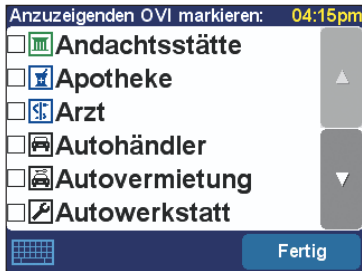 Anzuzeigenden OVI markieren: 04:15pm
Andachtsstätte
Apotheke
Arzt
Autohändler
Autovermietung
Autowerkstatt
Fertig